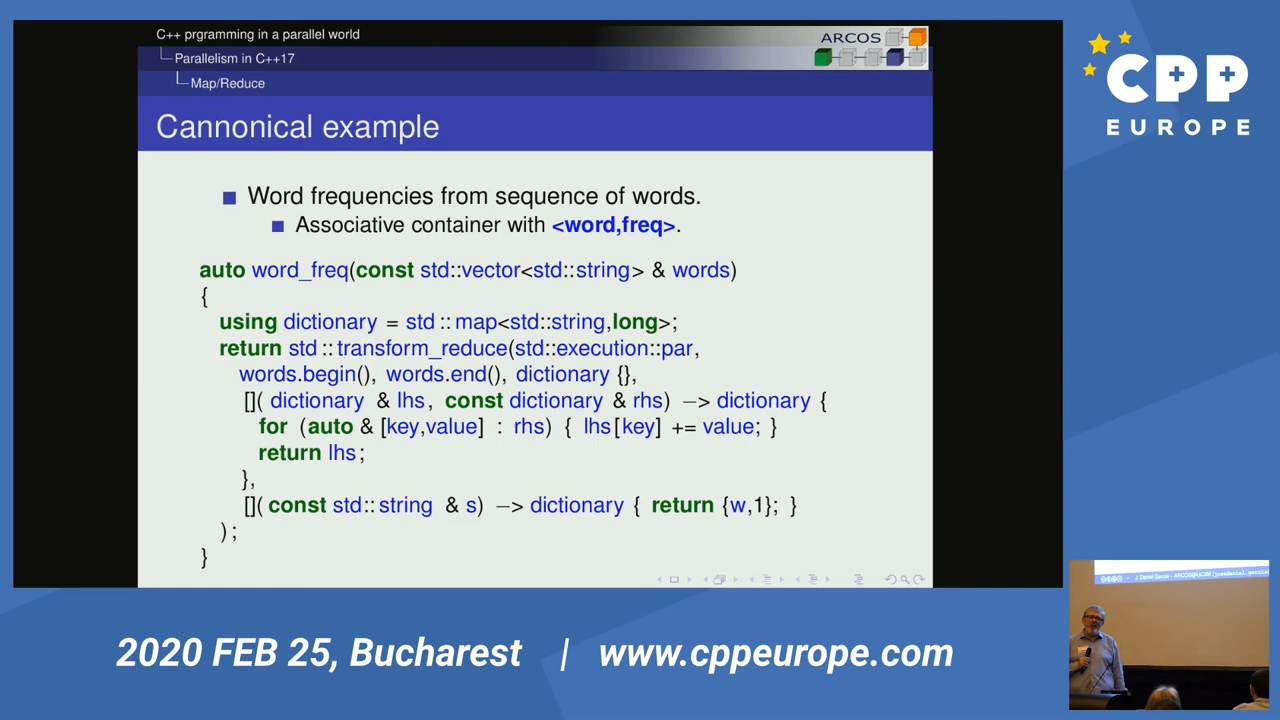 C++ prgramming in a parallel world
Parallelism in C++17
Map/Reduce
ARCOS
Cannonical example
Word frequencies from sequence of words.
Associative container with <word,freq>.
auto word_freq(const std::vector<std::string> & words)
{
using dictionary = std::map<std::string,long>;
return std::transform_reduce(std::execution::par,
words.begin(), words.end(), dictionary {},
[]( dictionary & lhs, const dictionary & rhs) −> dictionary {
for (auto & [key,value] : rhs) { lhs[key] += value; }
return lhs;
},
[]( const std::string & s) −> dictionary { return {w,1}; }
);
}
CPP
EUROPE
2020 FEB 25, Bucharest | www.cppeurope.com